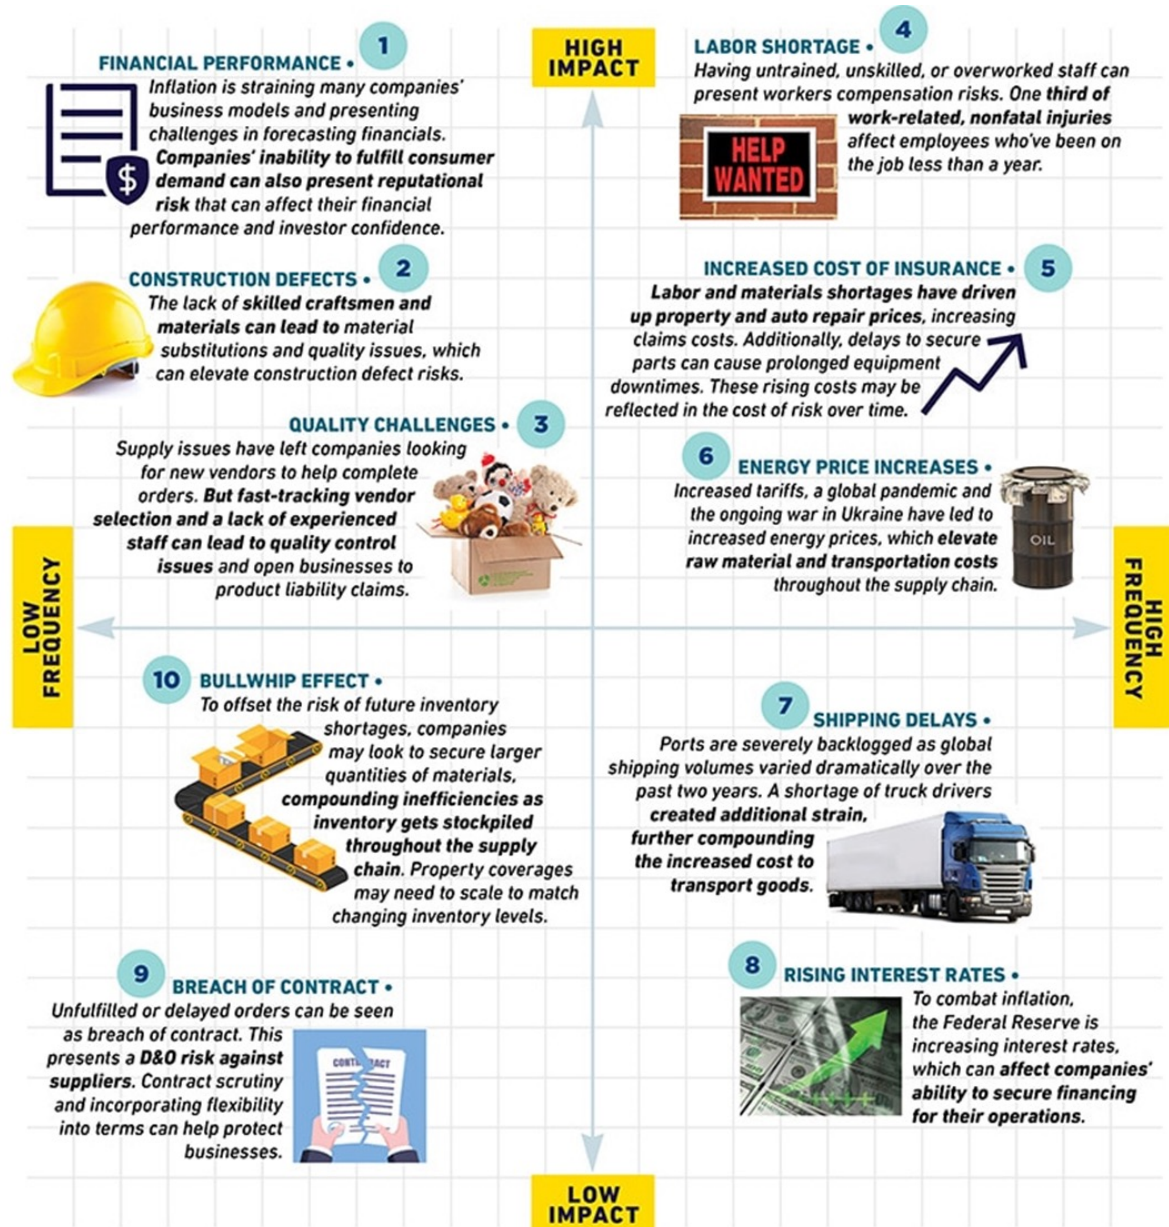 HIGH
IMPACT
1
FINANCIAL PERFORMANCE •
Inflation is straining many companies'
business models and presenting
challenges in forecasting financials.
Companies' inability to fulfill consumer
demand can also present reputational
risk that can affect their financial
performance and investor confidence.
$
2
CONSTRUCTION DEFECTS •
The lack of skilled craftsmen and
materials can lead to material
substitutions and quality issues, which
can elevate construction defect risks.
3
QUALITY CHALLENGES •
Supply issues have left companies looking
for new vendors to help complete
orders. But fast-tracking vendor
selection and a lack of experienced
staff can lead to quality control
issues and open businesses to
product liability claims.
4
LABOR SHORTAGE •
Having untrained, unskilled, or overworked staff can
present workers compensation risks. One third of
work-related, nonfatal injuries
affect employees who've been on
the job less than a year.
HELP
WANTED
5
INCREASED COST OF INSURANCE •
Labor and materials shortages have driven
up property and auto repair prices, increasing
claims costs. Additionally, delays to secure
parts can cause prolonged equipment
downtimes. These rising costs may be
reflected in the cost of risk over time.
6
ENERGY PRICE INCREASES •
Increased tariffs, a global pandemic and
the ongoing war in Ukraine have led to
increased energy prices, which elevate
raw material and transportation costs
throughout the supply chain.
OIL
LOW
FREQUENCY
HIGH
FREQUENCY
10
BULLWHIP EFFECT •
To offset the risk of future inventory
shortages, companies
may look to secure larger
quantities of materials,
compounding inefficiencies as
inventory gets stockpiled
throughout the supply
chain. Property coverages
may need to scale to match
changing inventory levels.
7
SHIPPING DELAYS •
Ports are severely backlogged as global
shipping volumes varied dramatically over the
past two years. A shortage of truck drivers
created additional strain,
further compounding
the increased cost to
transport goods.
9
BREACH OF CONTRACT •
Unfulfilled or delayed orders can be seen
as breach of contract. This
presents a D&O risk against
suppliers. Contract scrutiny
and incorporating flexibility
into terms can help protect
businesses.
8
RISING INTEREST RATES •
To combat inflation,
the Federal Reserve is
increasing interest rates,
which can affect companies'
ability to secure financing
for their operations.
LOW
IMPACT